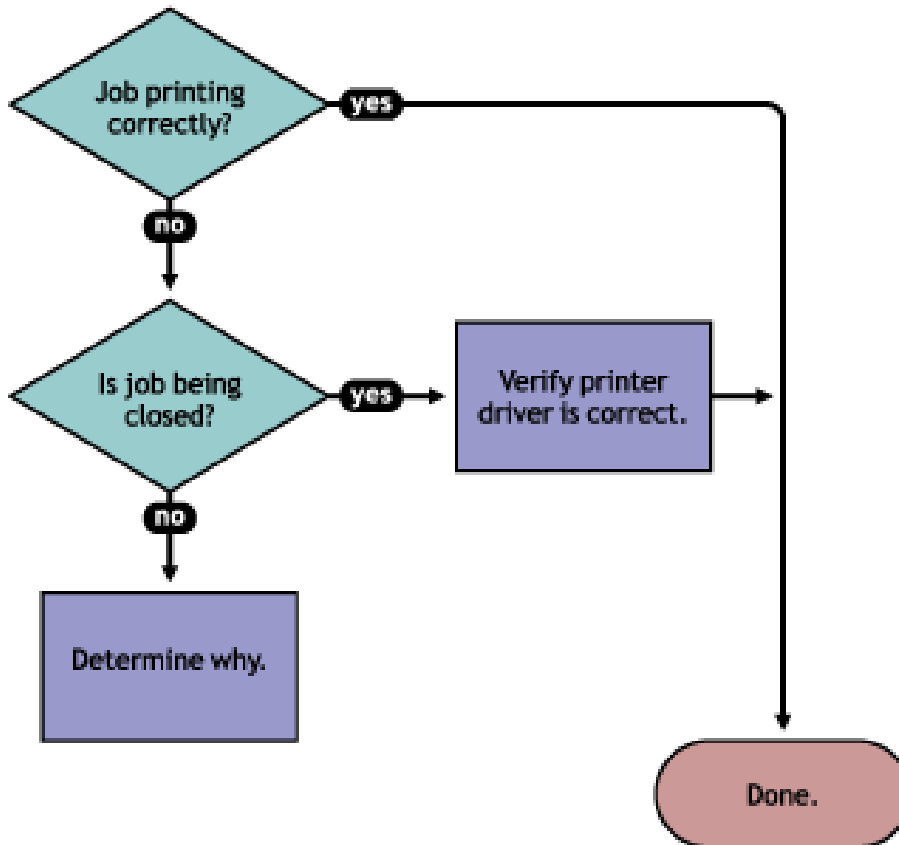 Job printing
correctly?
yes
no
Is job being
closed?
yes
Verify printer
driver is correct.
no
Determine why.
Done.